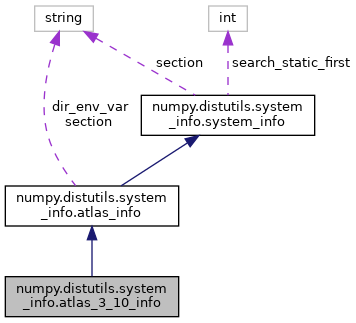 string
int
section
search_static_first
dir_env_var
section
numpy.distutils.system
_info.system_info
numpy.distutils.system
_info.atlas_info
numpy.distutils.system
_info.atlas_3_10_info